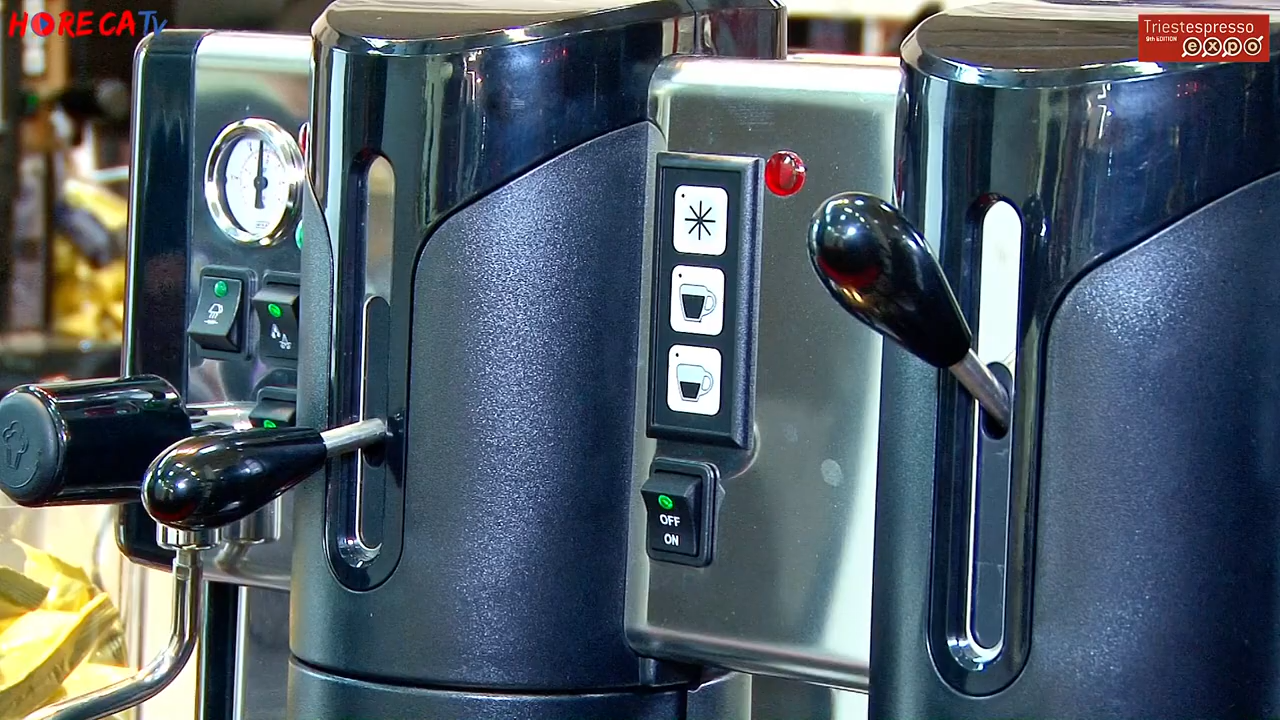 HORECATV
Triestespresso
9th EDITION
expo
OFF
ON